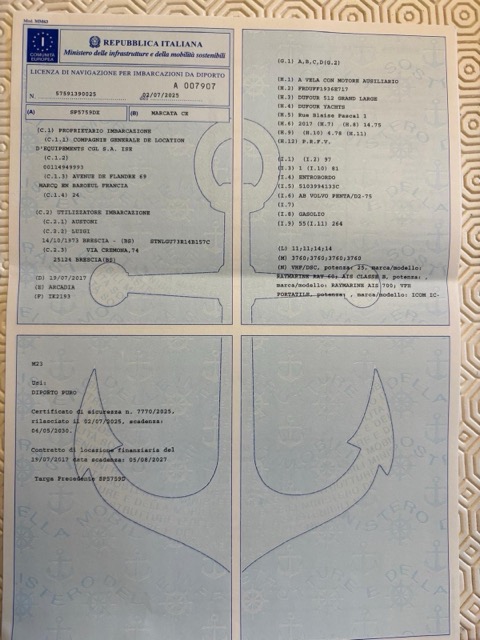 Mod. MM862
I
COMUNITÀ
EUROPEA
REPUBBLICA ITALIANA
Ministero delle infrastrutture e della mobilità sostenibili
LICENZA DI NAVIGAZIONE PER IMBARCAZIONI DA DIPORTO
A 007907
N. 57591390025 del 02/07/2025
(A) SP5759DZ (B) MARCATA CE
(C.1) PROPRIETARIO IMBARCAZIONE
(C.1.1) COMPAGNIE GENERALE DE LOCATION
D'EQUIPEMENTS CGL S.A. ISE
(C.1.2)
00114949993
(C.1.3) AVENUE DE FLANDRE 69
MARCQ EN BAROEUL FRANCIA
(C.1.4) 24
(C.2) UTILIZZATORE IMBARCAZIONE
(C.2.1) AUSTONI
(C.2.2) LUIGI
14/10/1973 BRESCIA - (BS)
(C.2.3) VIA CREMONA,74
25124 BRESCIA(BS)
(D) 19/07/2017
(E) ARCADIA
(F) IK2193
(G.1) A,B,C,D(G.2)
(H.1) A VELA CON MOTORE AUSILIARIO
(H.2)
(H.3) DUFOUR 512 GRAND LARGE
(H.4) DUFOUR YACHTS
(H.5) Rue Blaise Pascal 1
(H.6) 2017 (H.7) (H.8) 14.75
(H.9) (H.10) 4.76 (H.11)
(H.12) P.R.F.V.
(I.1) (I.2) 97
(I.3) 1 (I.10) 81
(I.4) ENTROBORDO
(I.5) 5103994133C
(I.6) AB VOLVO PENTA/D2-75
(I.7)
(I.8) GASOLIO
(I.9) 55(I.11) 264
(L) 11;11;14;14
(M) 3760;3760;3760;3760
(N) VHF/DSC, potenza: 25, marca/modello:
RAYMARINE RAY 60; AIS CLASSE B, potenza: ,
marca/modello: RAYMARINE AIS 700; VFE
PORTATILE, potenza: , marca/modello: ICOM IC-
M23
Usi:
DIPORTO PURO
Certificato di sicurezza n. 7770/2025,
rilasciato il 02/07/2025, scadenza:
04/05/2030.
Contratto di locazione finanziaria del
19/07/2017 data scadenza: 05/08/2027
Targa Precedente SP5759D